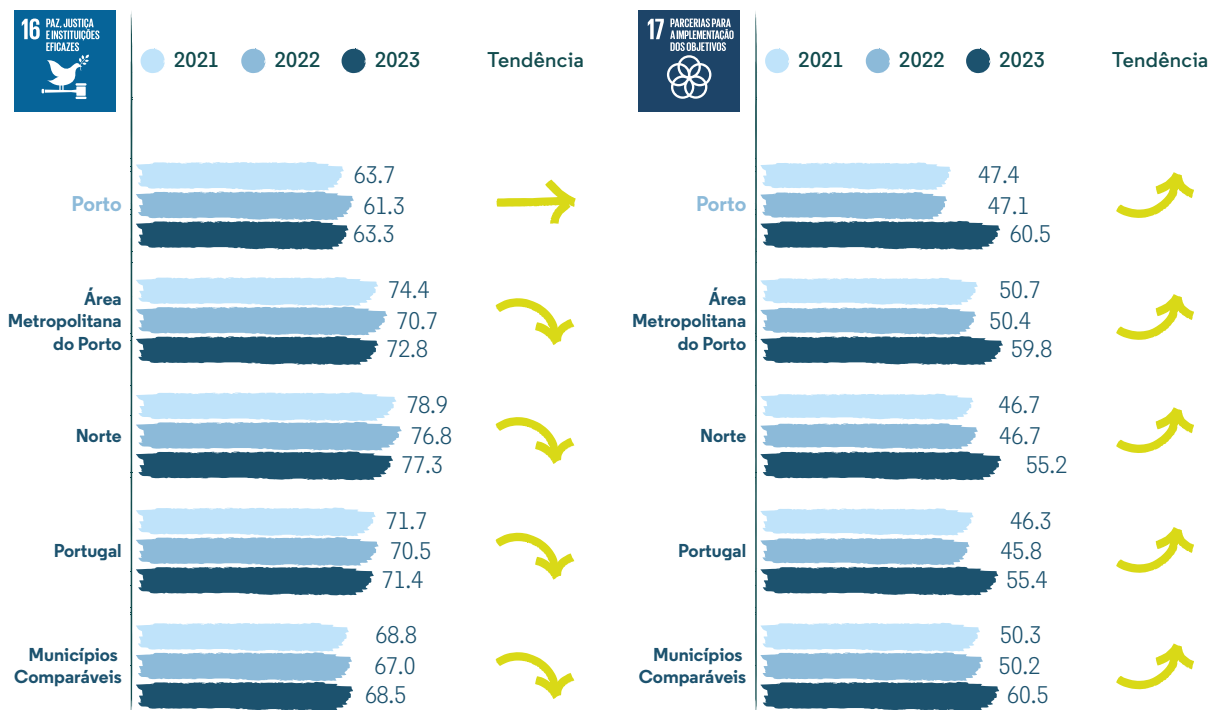 16 PAZ, JUSTIÇA
E INSTITUIÇÕES
EFICAZES
2021 2022 2023 Tendência
Porto
63.7
61.3
63.3
Área
Metropolitana
do Porto
74.4
70.7
72.8
Norte
78.9
76.8
77.3
Portugal
71.7
70.5
71.4
Municípios
Comparáveis
68.8
67.0
68.5
17 PARCERIAS PARA
A IMPLEMENTAÇÃO
DOS OBJETIVOS
2021 2022 2023 Tendência
Porto
47.4
47.1
60.5
Área
Metropolitana
do Porto
50.7
50.4
59.8
Norte
46.7
46.7
55.2
Portugal
46.3
45.8
55.4
Municípios
Comparáveis
50.3
50.2
60.5